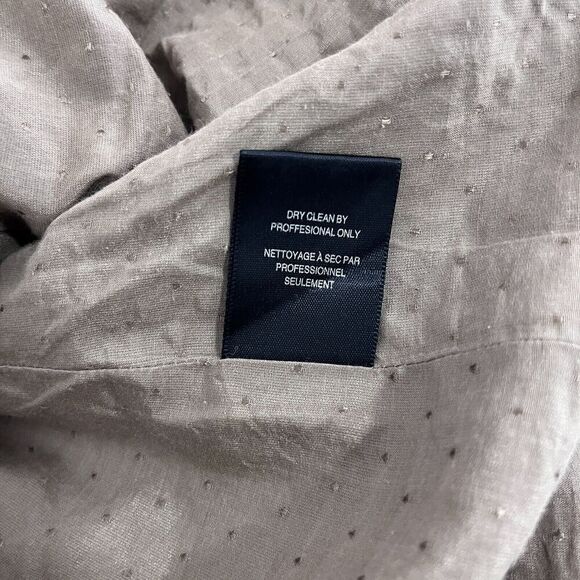 DRY CLEAN BY
PROFFESIONAL ONLY
NETTOYAGE À SEC PAR
PROFESSIONNEL
SEULEMENT